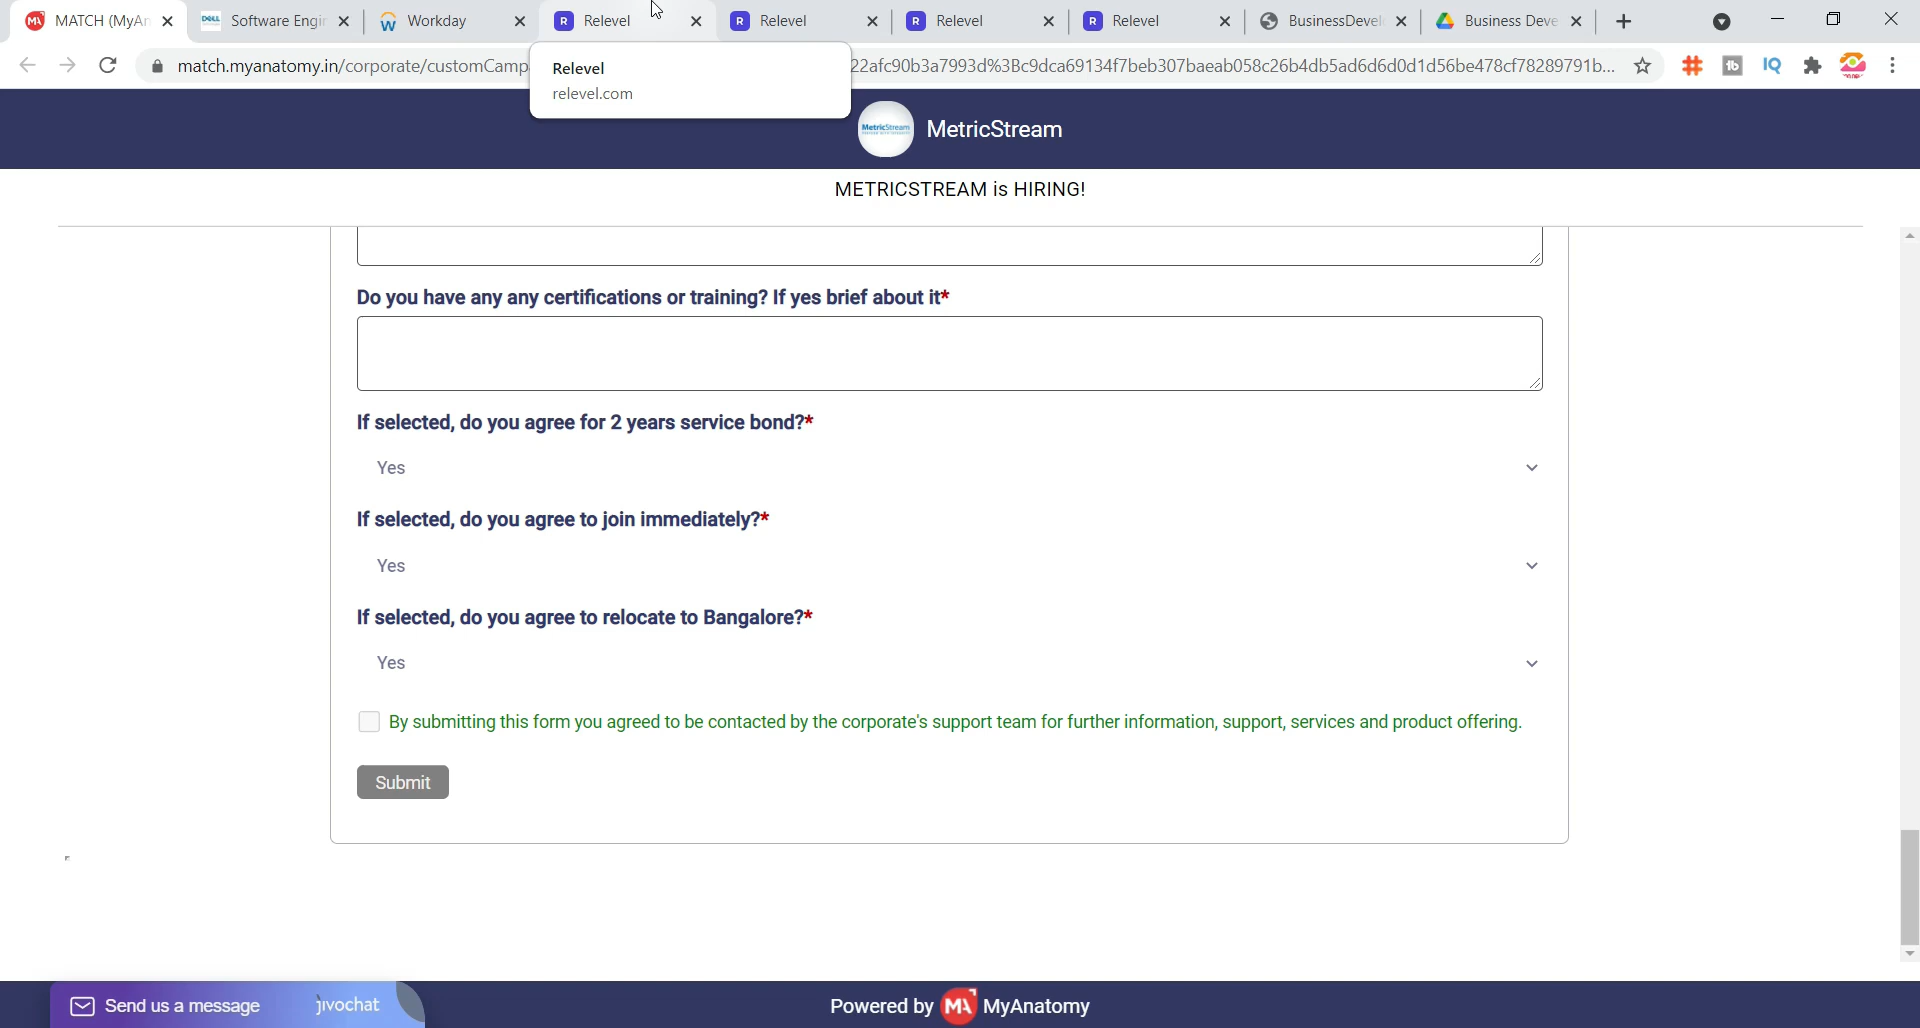 MATCH (MyAn
Software Engin
Workday
Relevel
Relevel
Relevel
Relevel
BusinessDevel
Business Deve
match.myanatomy.in/corporate/customCamp
22afc90b3a7993d%3Bc9dca69134f7beb307baeab058c26b4db5ad6d6d0d1d56be478cf78289791b...
Relevel
relevel.com
MetricStream
MetricStream
METRICSTREAM is HIRING!
Do you have any any certifications or training? If yes brief about it*
If selected, do you agree for 2 years service bond?*
Yes
If selected, do you agree to join immediately?*
Yes
If selected, do you agree to relocate to Bangalore?*
Yes
By submitting this form you agreed to be contacted by the corporate's support team for further information, support, services and product offering.
Submit
Send us a message
jivochat
Powered by MA MyAnatomy